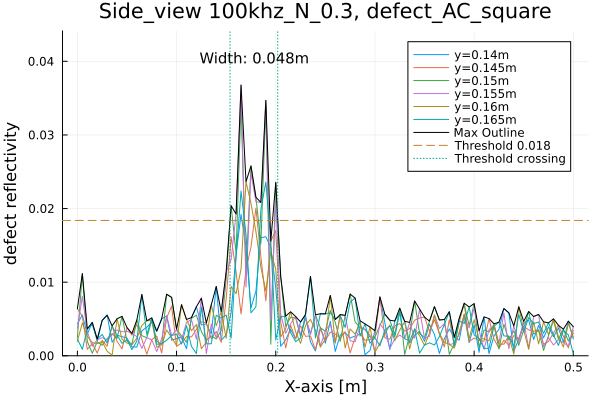 Side_view 100khz_N_0.3, defect_AC_square
Width: 0.048m
y=0.14m
y=0.145m
y=0.15m
y=0.155m
y=0.16m
y=0.165m
Max Outline
Threshold 0.018
Threshold crossing
defect reflectivity
0.04
0.03
0.02
0.01
0.00
0.0 0.1 0.2 0.3 0.4 0.5
X-axis [m]